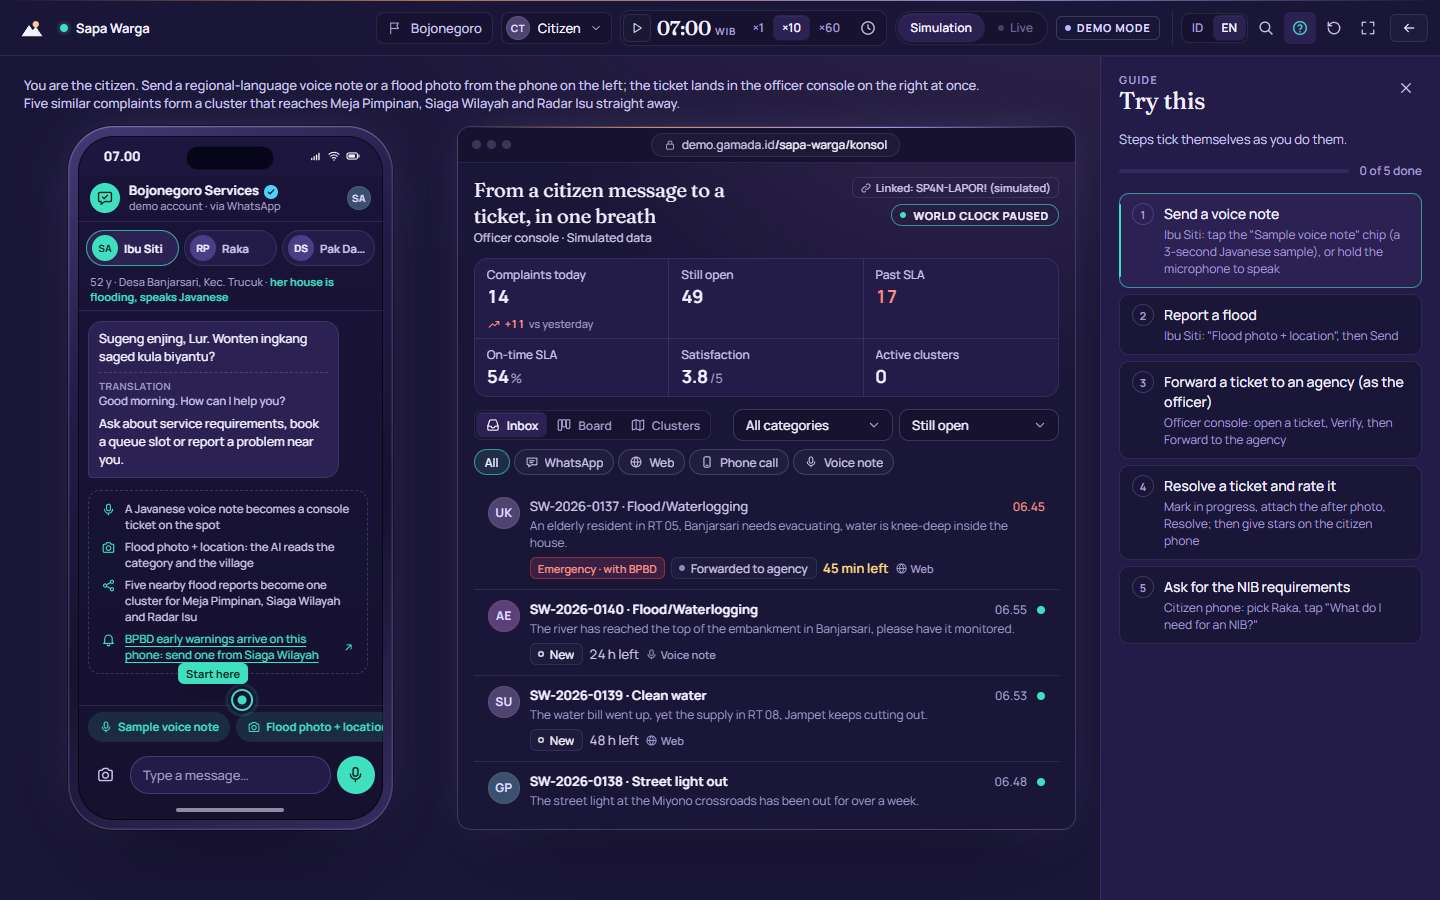 Sapa Warga
Bojonegoro
CT Citizen
07:00 WIB
×1 ×10 ×60
Simulation
Live
DEMO MODE
ID EN
You are the citizen. Send a regional-language voice note or a flood photo from the phone on the left; the ticket lands in the officer console on the right at once.
Five similar complaints form a cluster that reaches Meja Pimpinan, Siaga Wilayah and Radar Isu straight away.
07.00
Bojonegoro Services
demo account · via WhatsApp
SA
SA Ibu Siti
RP Raka
DS Pak Da...
52 y · Desa Banjarsari, Kec. Trucuk · her house is
flooding, speaks Javanese
Sugeng enjing, Lur. Wonten ingkang
saged kula biyantu?
TRANSLATION
Good morning. How can I help you?
Ask about service requirements, book
a queue slot or report a problem near
you.
A Javanese voice note becomes a console
ticket on the spot
Flood photo + location: the AI reads the
category and the village
Five nearby flood reports become one
cluster for Meja Pimpinan, Siaga Wilayah
and Radar Isu
BPBD early warnings arrive on this
phone: send one from Siaga Wilayah
Start here
Sample voice note
Flood photo + location
Type a message...
demo.gamada.id/sapa-warga/konsol
From a citizen message to a
ticket, in one breath
Officer console · Simulated data
Linked: SP4N-LAPOR! (simulated)
WORLD CLOCK PAUSED
Complaints today
14
+11 vs yesterday
Still open
49
Past SLA
17
On-time SLA
54%
Satisfaction
3.8/5
Active clusters
0
Inbox
Board
Clusters
All categories
Still open
All
WhatsApp
Web
Phone call
Voice note
UK
SW-2026-0137 · Flood/Waterlogging
06.45
An elderly resident in RT 05, Banjarsari needs evacuating, water is knee-deep inside the
house.
Emergency · with BPBD
Forwarded to agency
45 min left
Web
AE
SW-2026-0140 · Flood/Waterlogging
06.55
The river has reached the top of the embankment in Banjarsari, please have it monitored.
New
24 h left
Voice note
SU
SW-2026-0139 · Clean water
06.53
The water bill went up, yet the supply in RT 08, Jampet keeps cutting out.
New
48 h left
Web
GP
SW-2026-0138 · Street light out
06.48
The street light at the Miyono crossroads has been out for over a week.
GUIDE
Try this
Steps tick themselves as you do them.
0 of 5 done
1
Send a voice note
Ibu Siti: tap the "Sample voice note" chip (a
3-second Javanese sample), or hold the
microphone to speak
2
Report a flood
Ibu Siti: "Flood photo + location", then Send
3
Forward a ticket to an agency (as the
officer)
Officer console: open a ticket, Verify, then
Forward to the agency
4
Resolve a ticket and rate it
Mark in progress, attach the after photo,
Resolve; then give stars on the citizen
phone
5
Ask for the NIB requirements
Citizen phone: pick Raka, tap "What do I
need for an NIB?"